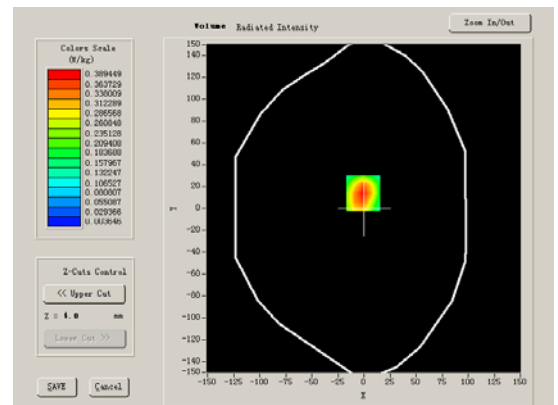 Volume Radiated Intensity
Zoom In/Out
Colors Scale
(W/kg)
0.389449
0.363729
0.338009
0.312289
0.286568
0.260848
0.235128
0.209408
0.183688
0.157967
0.132247
0.106527
0.080807
0.055087
0.029366
0.003646
Z-Cuts Control
<< Upper Cut
Z = 4.0 mm
Lower Cut >>
SAVE Cancel
150-
140-
120-
100-
80-
60-
40-
20-
0-
-20-
-40-
-60-
-80-
-100-
-120-
-140-
-150-
Y
-150 -125 -100 -75 -50 -25 0 25 50 75 100 125 150
X